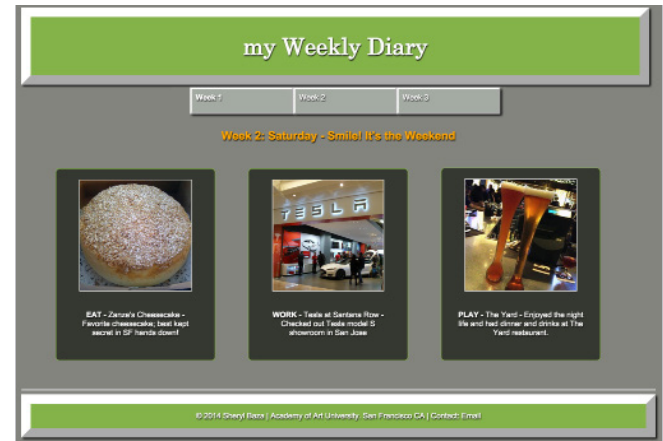 my Weekly Diary
Week 1
Week 2
Week 3
Week 2: Saturday - Smile! It's the Weekend
TESLA
EAT - Zanze's Cheesecake -
Favorite cheesecake; best kept
secret in SF hands down!
WORK - Tesla at Santana Row -
Checked out Tesla model S
showroom in San Jose
PLAY - The Yard - Enjoyed the night
life and had dinner and drinks at The
Yard restaurant.
© 2014 Sheryl Baza | Academy of Art University, San Francisco CA | Contact: Email